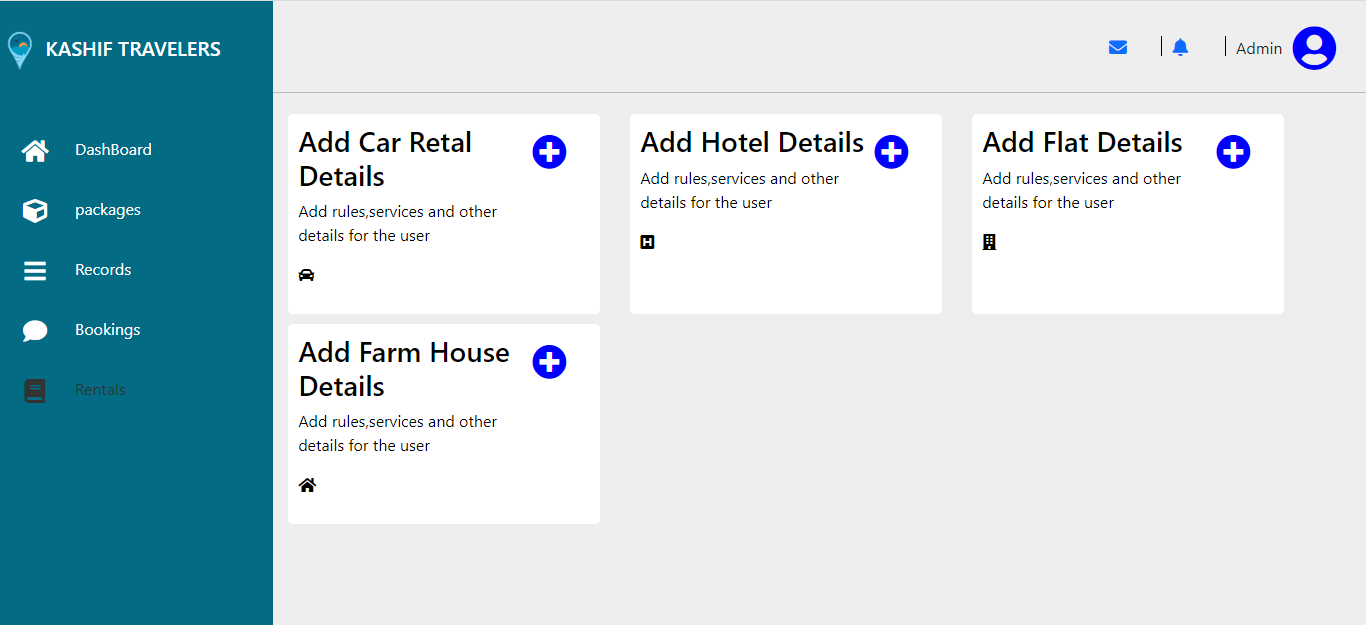 KASHIF TRAVELERS
Admin
DashBoard
packages
Records
Bookings
Rentals
Add Car Retal
Details
Add rules,services and other
details for the user
Add Hotel Details
Add rules,services and other
details for the user
H
Add Flat Details
Add rules,services and other
details for the user
Add Farm House
Details
Add rules,services and other
details for the user